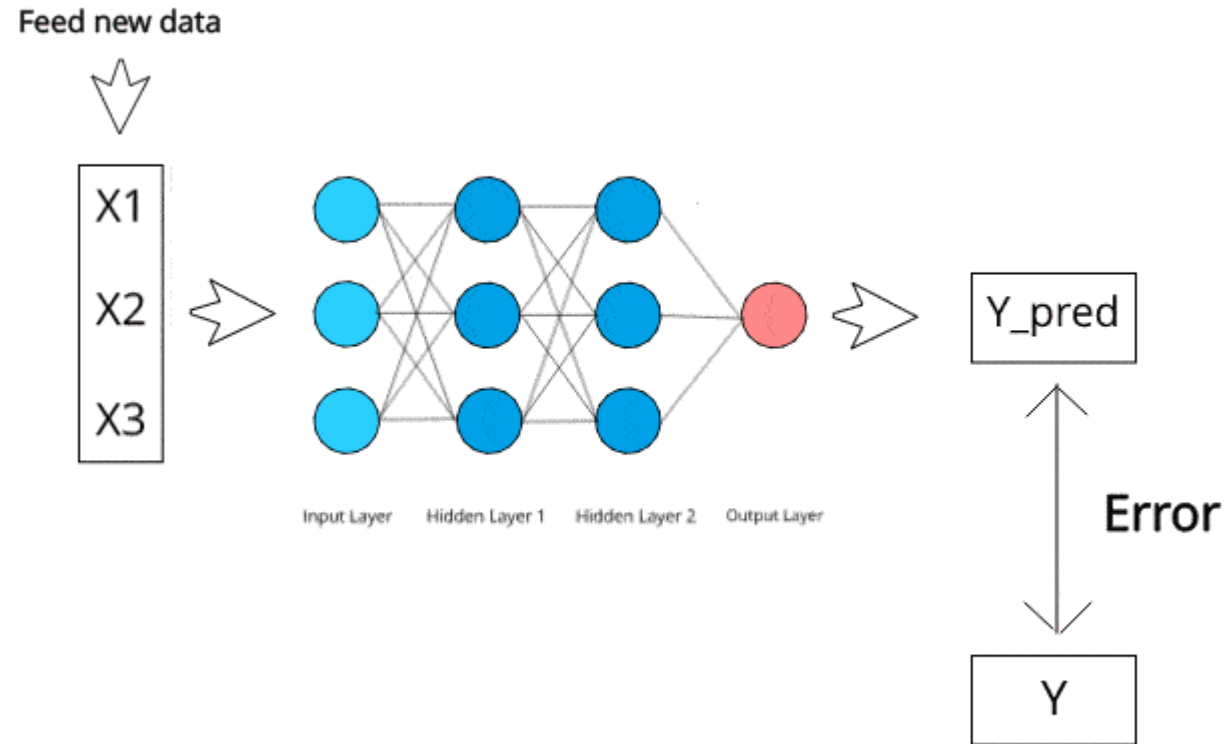 Feed new data
X1
X2
X3
Input Layer
Hidden Layer 1
Hidden Layer 2
Output Layer
Y_pred
Error
Y